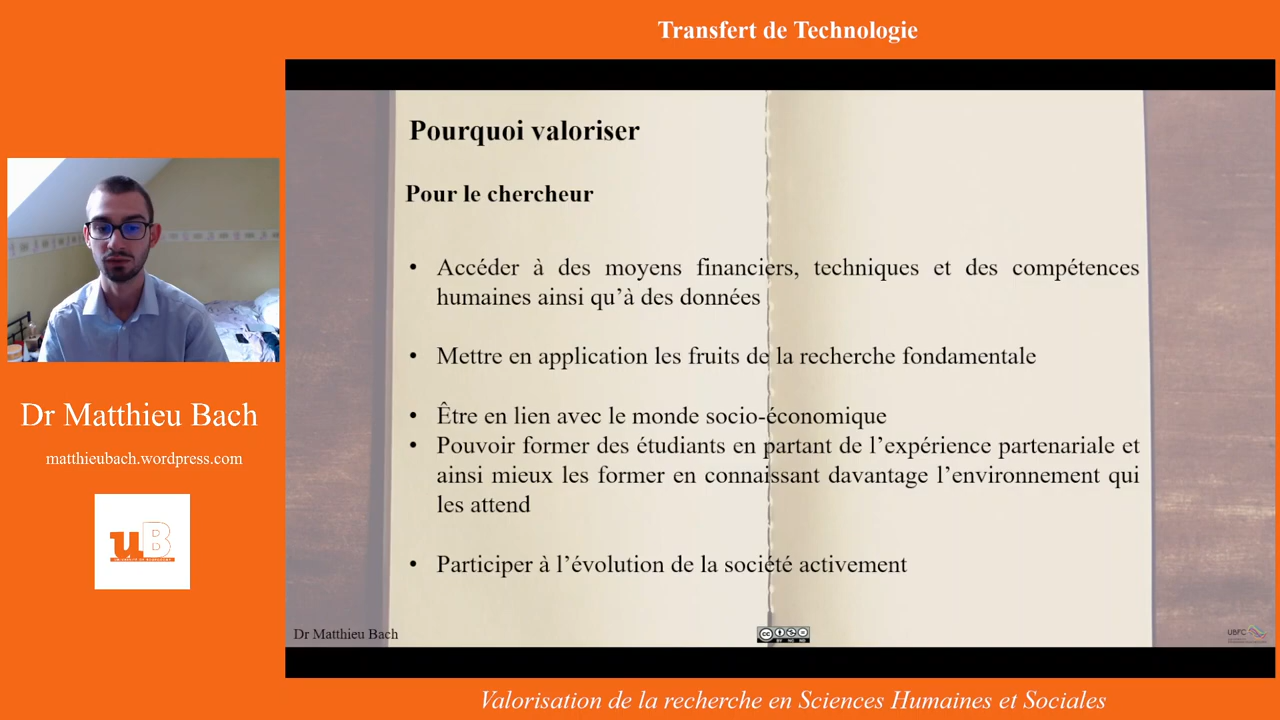 Transfert de Technologie
Pourquoi valoriser
Pour le chercheur
• Accéder à des moyens financiers, techniques et des compétences
humaines ainsi qu’à des données
• Mettre en application les fruits de la recherche fondamentale
• Être en lien avec le monde socio-économique
• Pouvoir former des étudiants en partant de l’expérience partenariale et
ainsi mieux les former en connaissant davantage l’environnement qui
les attend
• Participer à l’évolution de la société activement
Dr Matthieu Bach
matthieubach.wordpress.com
uB
Dr Matthieu Bach
cc
BY NC ND
UBFC
Valorisation de la recherche en Sciences Humaines et Sociales